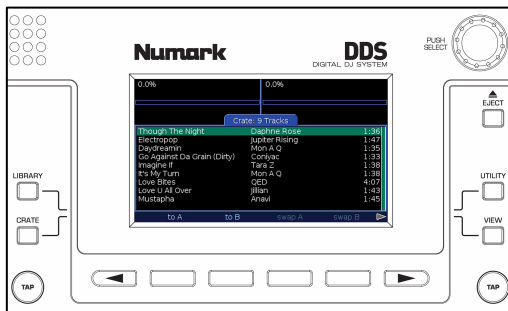 Numark
DDS
DIGITAL DJ SYSTEM
PUSH
SELECT
EJECT
0.0% 0.0%
Crate: 9 Tracks
Though The Night Daphne Rose 1:36
Electropop Jupiter Rising 1:47
Daydreamin Mon A Q 1:35
Go Against Da Grain (Dirty) Coniyac 1:33
Imagine If Tara Z 1:38
It's My Turn Mon A Q 1:38
Love Bites QED 4:07
Love U All Over jillian 1:43
Mustapha Anavi 1:45
to A to B swap A swap B
LIBRARY
UTILITY
CRATE
VIEW
TAP
TAP